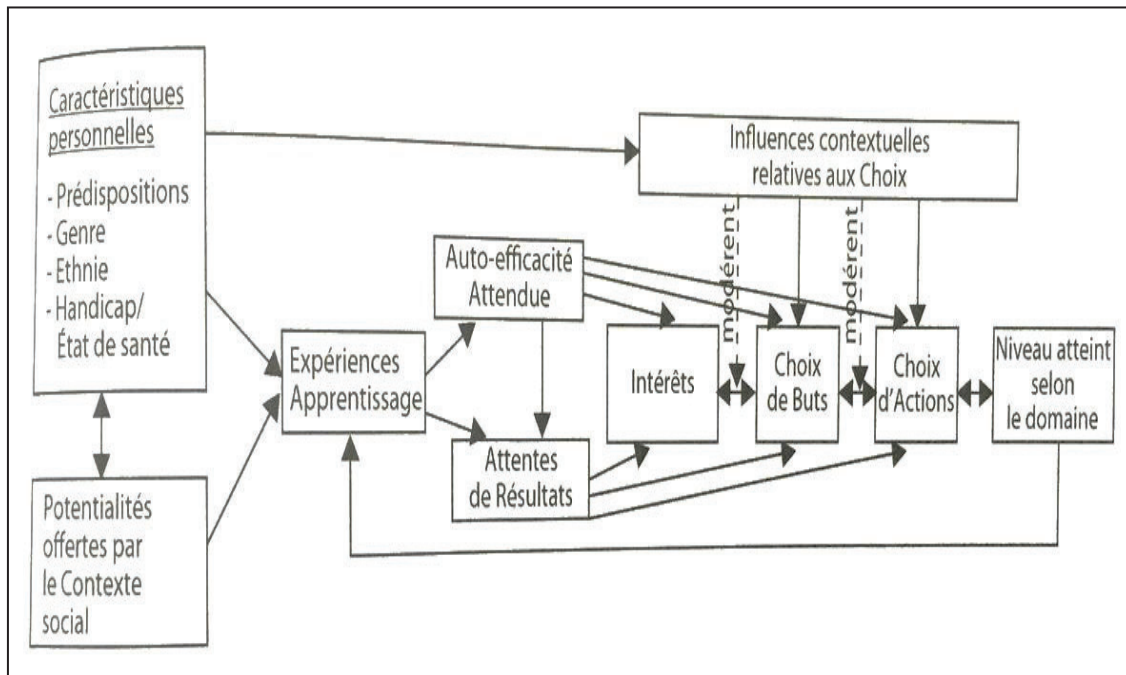 Caractéristiques
personnelles
- Prédispositions
- Genre
- Ethnie
- Handicap/
État de santé
Potentialités
offertes par
le Contexte
social
Expériences
Apprentissage
Auto-efficacité
Attendue
Attentes
de Résultats
Influences contextuelles
relatives aux Choix
modérent
modérent
Intérêts
Choix
de Buts
Choix
d'Actions
Niveau atteint
selon
le domaine